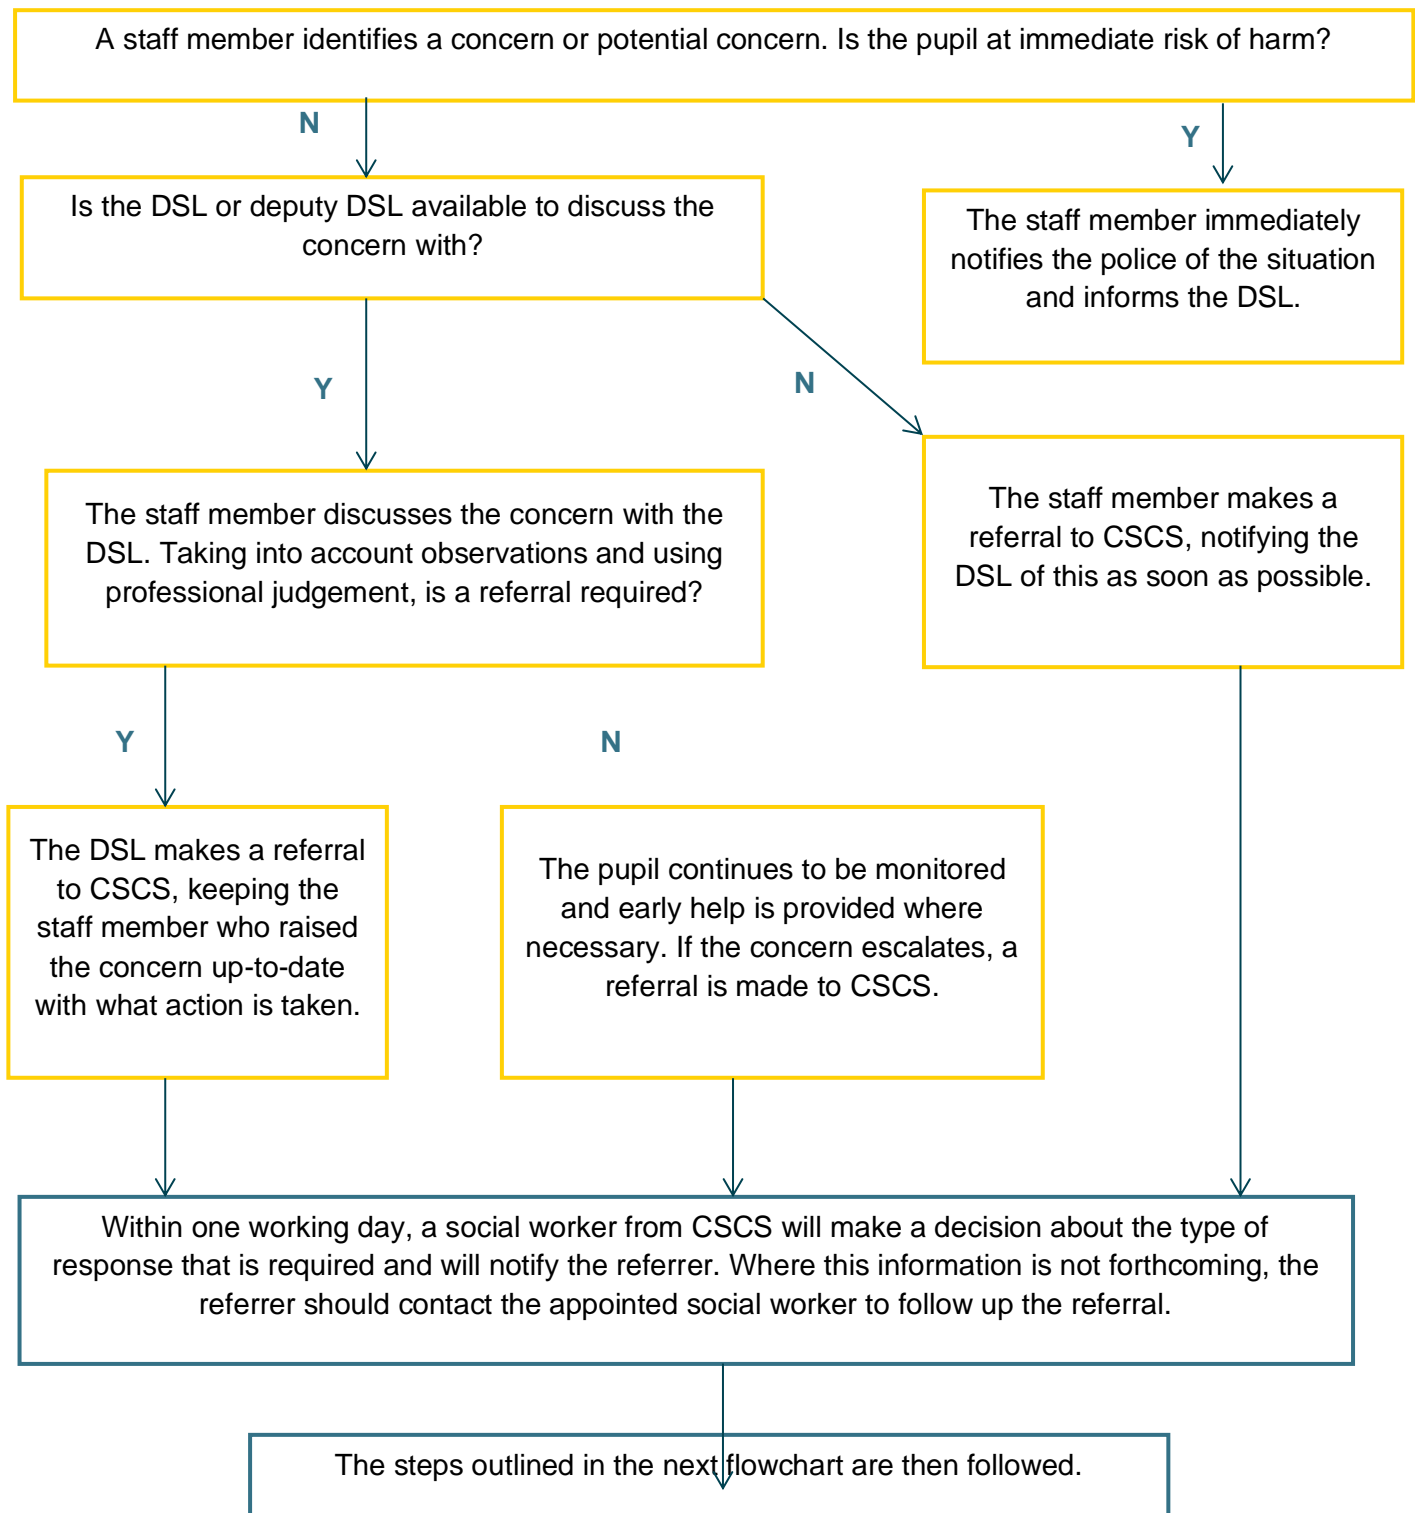 A staff member identifies a concern or potential concern. Is the pupil at immediate risk of harm?
N
Y
Is the DSL or deputy DSL available to discuss the
concern with?
The staff member immediately
notifies the police of the situation
and informs the DSL.
Y
N
The staff member discusses the concern with the
DSL. Taking into account observations and using
professional judgement, is a referral required?
The staff member makes a
referral to CSCS, notifying the
DSL of this as soon as possible.
Y
N
The DSL makes a referral
to CSCS, keeping the
staff member who raised
the concern up-to-date
with what action is taken.
The pupil continues to be monitored
and early help is provided where
necessary. If the concern escalates, a
referral is made to CSCS.
Within one working day, a social worker from CSCS will make a decision about the type of
response that is required and will notify the referrer. Where this information is not forthcoming, the
referrer should contact the appointed social worker to follow up the referral.
The steps outlined in the next flowchart are then followed.